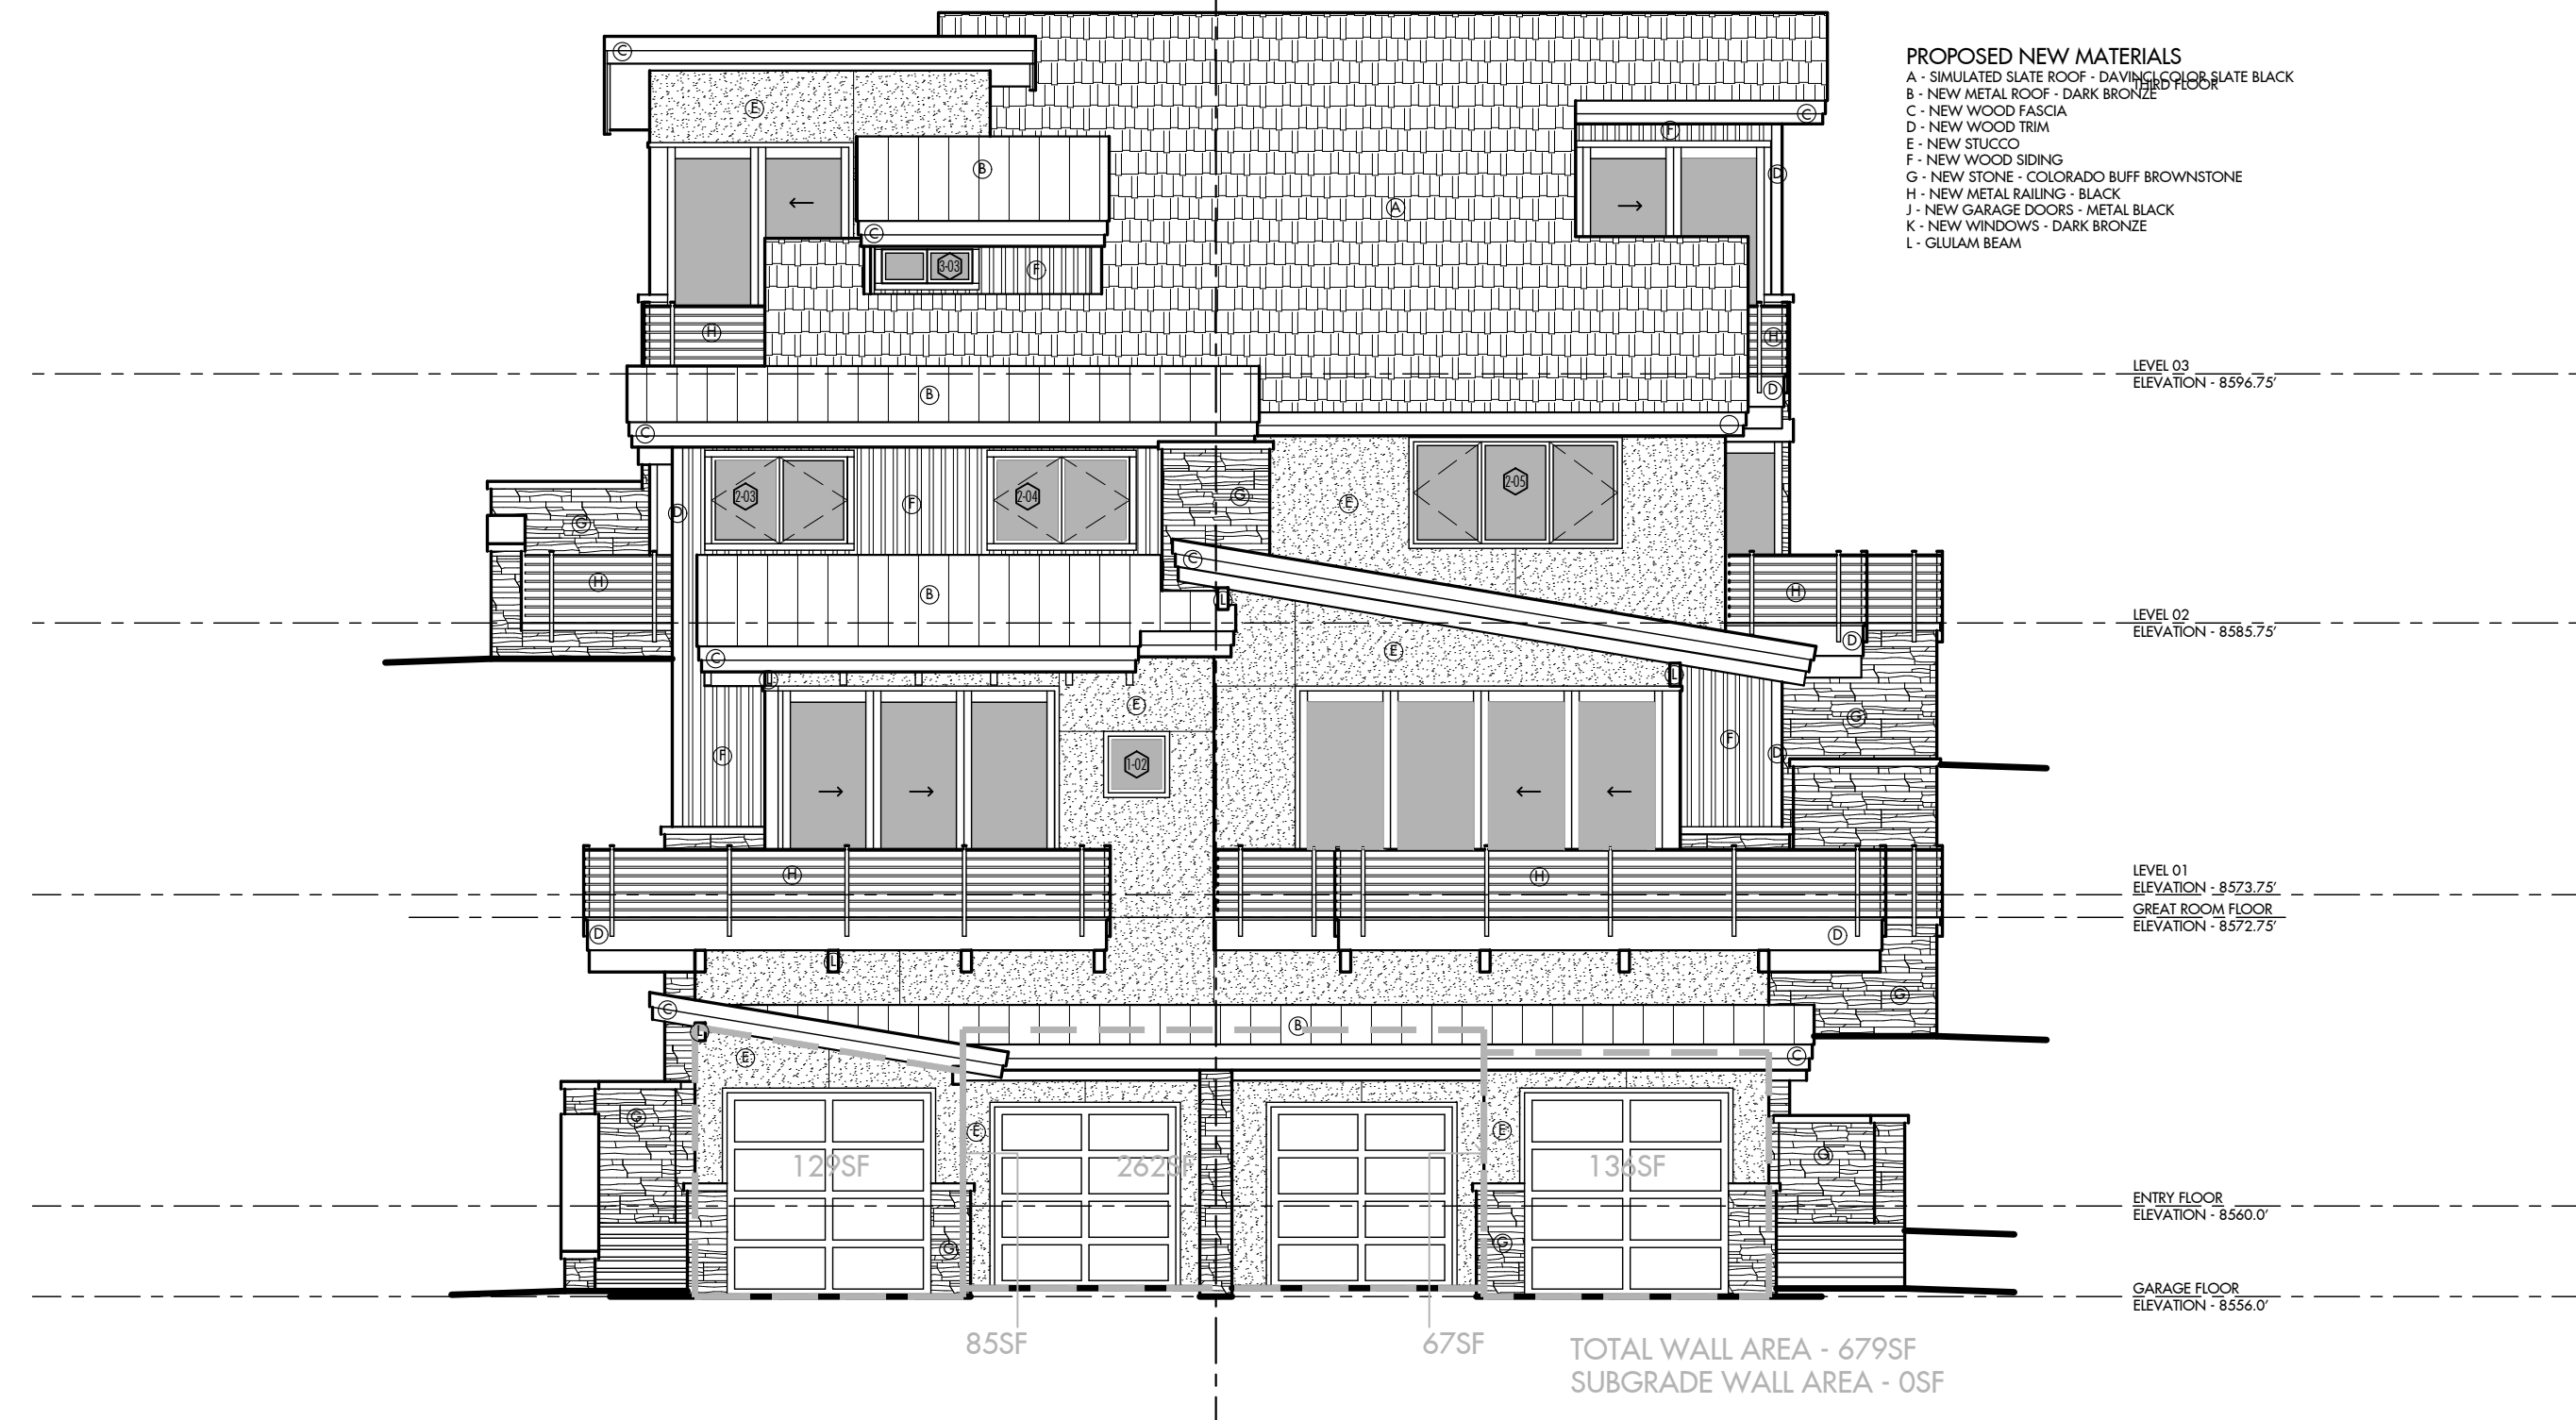 PROPOSED NEW MATERIALS
A - SIMULATED SLATE ROOF - DAVINCI COLOR SLATE BLACK
THIRD FLOOR
B - NEW METAL ROOF - DARK BRONZE
C - NEW WOOD FASCIA
D - NEW WOOD TRIM
E - NEW STUCCO
F - NEW WOOD SIDING
G - NEW STONE - COLORADO BUFF BROWNSTONE
H - NEW METAL RAILING - BLACK
J - NEW GARAGE DOORS - METAL BLACK
K - NEW WINDOWS - DARK BRONZE
L - GLULAM BEAM
C
E
C
F
B
D
A
C
3-03
F
H
H
LEVEL 03
ELEVATION - 8596.75'
B
D
C
2-03
2-04
2-05
G
E
F
D
G
C
H
B
H
L
LEVEL 02
ELEVATION - 8585.75'
D
E
C
L
L
E
G
F
D
F
1-02
H
H
LEVEL 01
ELEVATION - 8573.75'
GREAT ROOM FLOOR
ELEVATION - 8572.75'
D
D
L
G
C
L
B
E
C
G
E
E
G
129SF
262SF
136SF
ENTRY FLOOR
ELEVATION - 8560.0'
G
G
GARAGE FLOOR
ELEVATION - 8556.0'
85SF
67SF
TOTAL WALL AREA - 679SF
SUBGRADE WALL AREA - 0SF